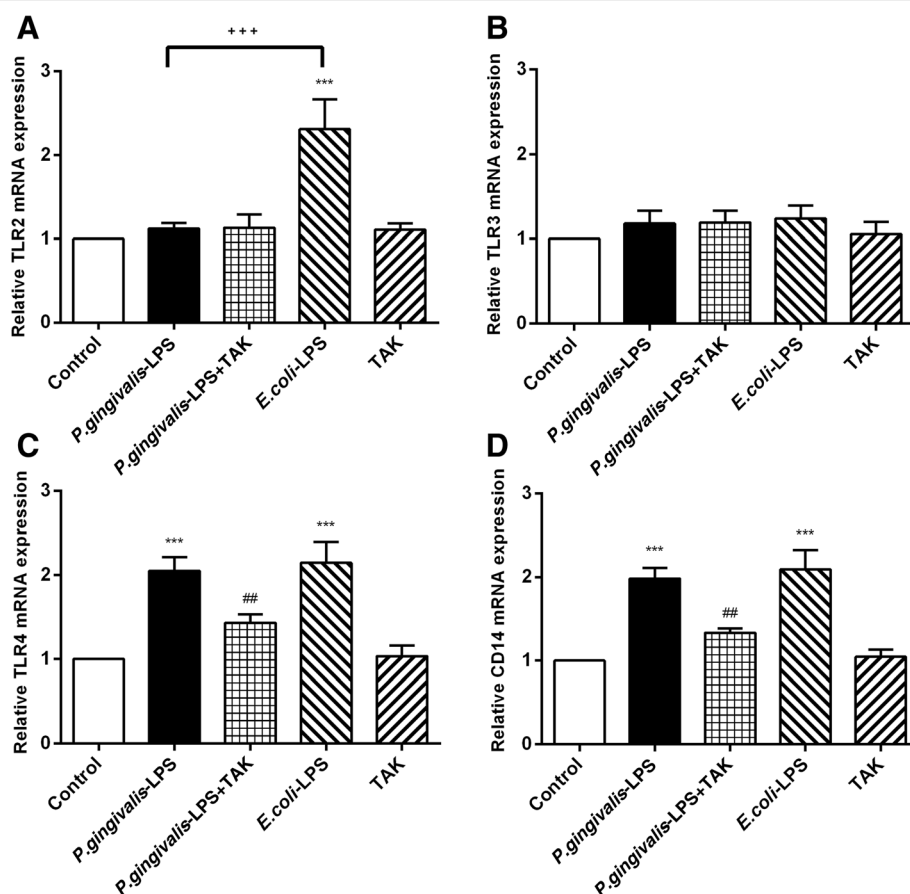 A
+++
***
Relative TLR2 mRNA expression
3
2
1
0
Control
P.gingivalis-LPS
P.gingivalis-LPS+TAK
E.coli-LPS
TAK
B
Relative TLR3 mRNA expression
3
2
1
0
Control
P.gingivalis-LPS
P.gingivalis-LPS+TAK
E.coli-LPS
TAK
C
Relative TLR4 mRNA expression
3
2
1
0
***
##
***
Control
P.gingivalis-LPS
P.gingivalis-LPS+TAK
E.coli-LPS
TAK
D
Relative CD14 mRNA expression
3
2
1
0
***
##
***
Control
P.gingivalis-LPS
P.gingivalis-LPS+TAK
E.coli-LPS
TAK